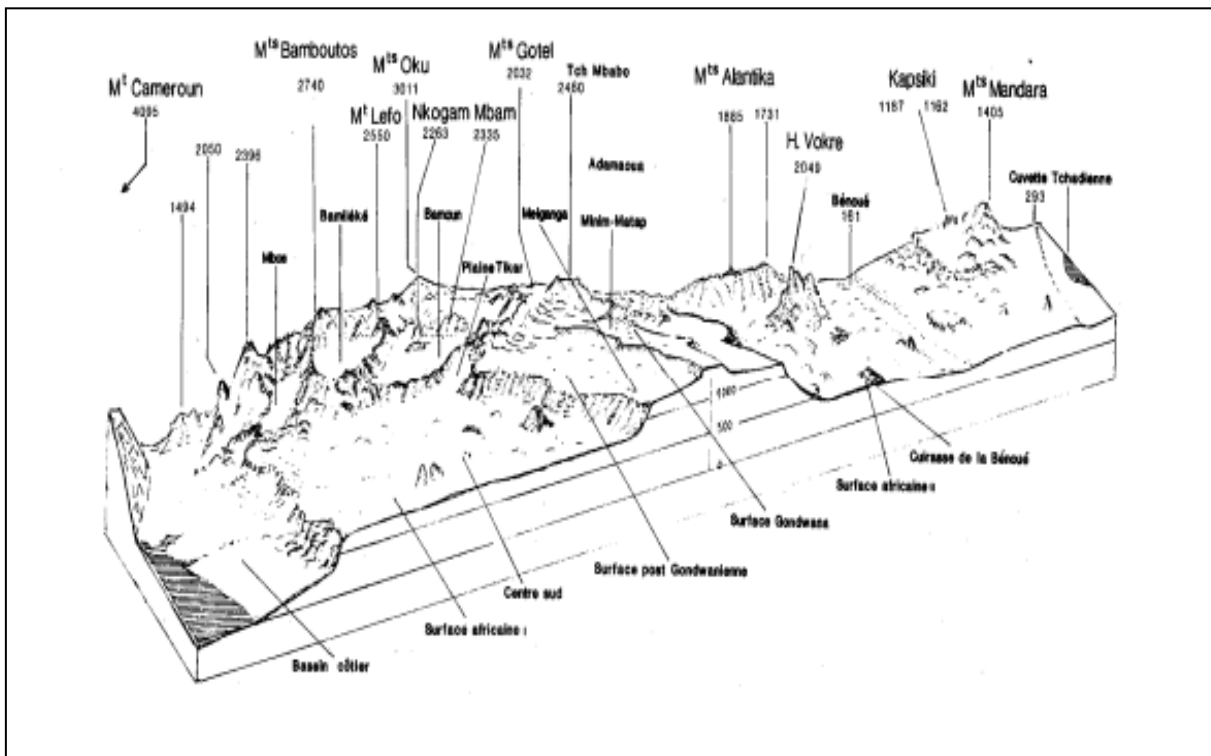 Mt Cameroun
4095
1494
2050
2396
Mts Bamboutos
2740
Mt Lefo
2550
Mts Oku
3011
Nkogam
2263
Mbam
2335
Mts Gotel
2032
Tch Mbabo
2460
Mts Alantika
1885
1731
H. Vokre
2049
Kapsiki
1187
1162
Mts Mandara
1405
Adamaoua
Mbos
Bamiléké
Bamoun
Plaine Tikar
Meiganga
Minim-Matap
Bénoué
161
Cuvette Tchadienne
293
1000
500
0
Cuirasse de la Bénoué
Surface africaine II
Surface Gondwana
Surface post Gondwanienne
Centre sud
Surface africaine I
Bassin côtier